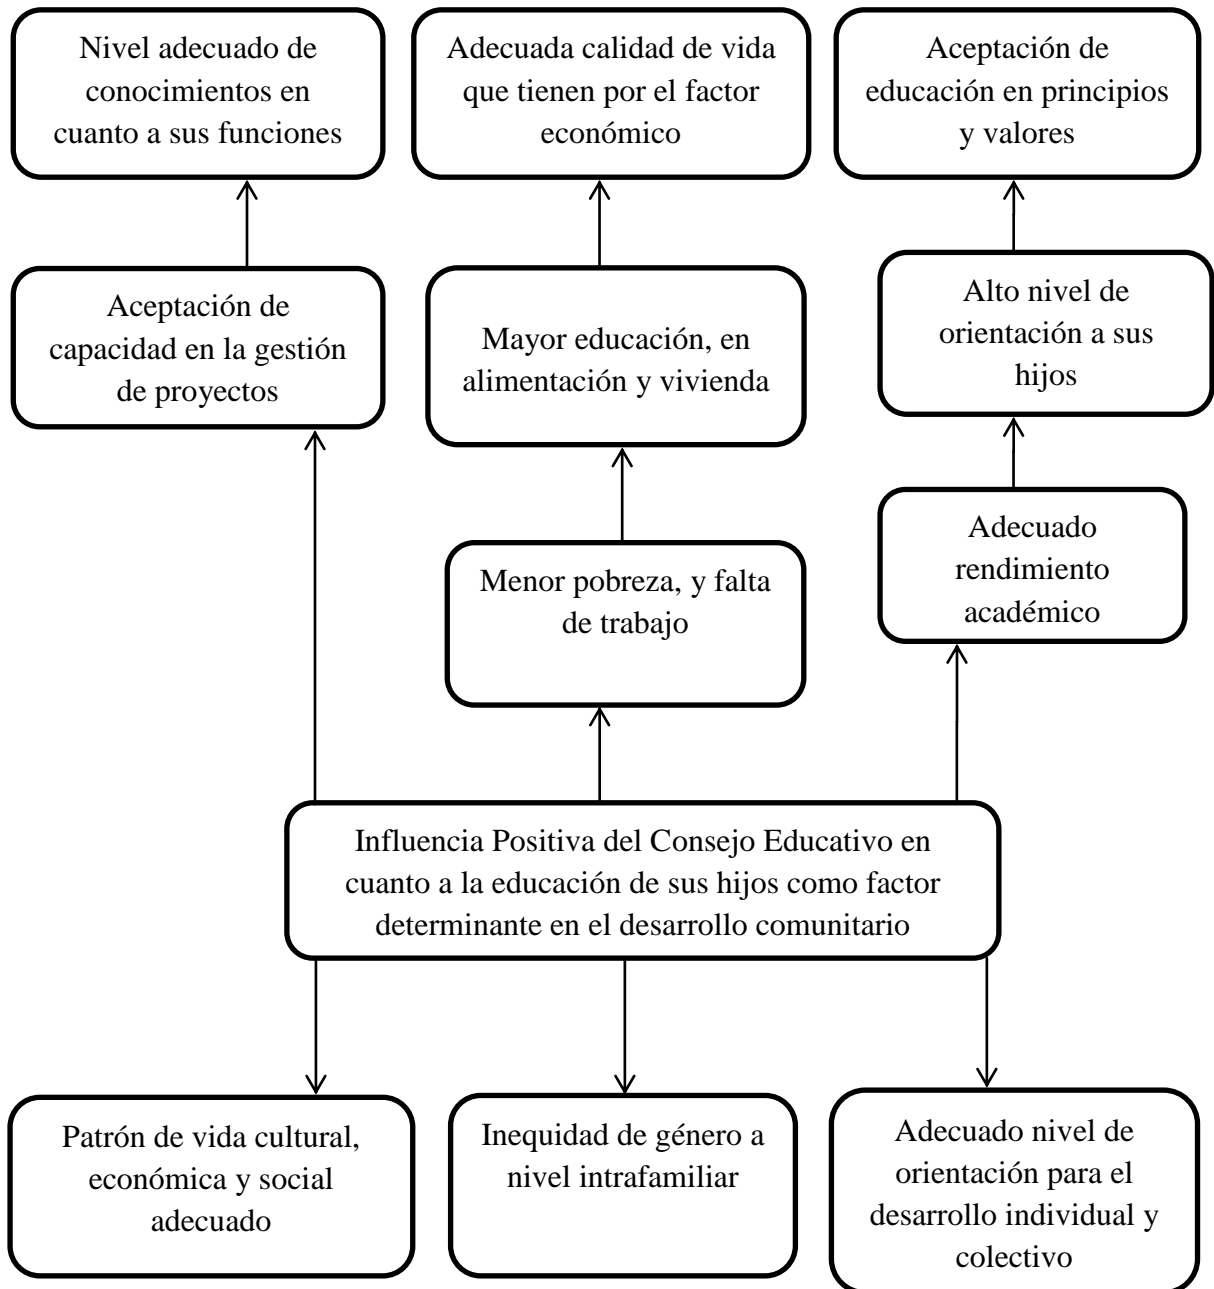 Nivel adecuado de
conocimientos en
cuanto a sus funciones
Adecuada calidad de vida
que tienen por el factor
económico
Aceptación de
educación en principios
y valores
Aceptación de
capacidad en la gestión
de proyectos
Mayor educación, en
alimentación y vivienda
Alto nivel de
orientación a sus
hijos
Menor pobreza, y falta
de trabajo
Adecuado
rendimiento
académico
Influencia Positiva del Consejo Educativo en
cuanto a la educación de sus hijos como factor
determinante en el desarrollo comunitario
Patrón de vida cultural,
económica y social
adecuado
Inequidad de género a
nivel intrafamiliar
Adecuado nivel de
orientación para el
desarrollo individual y
colectivo